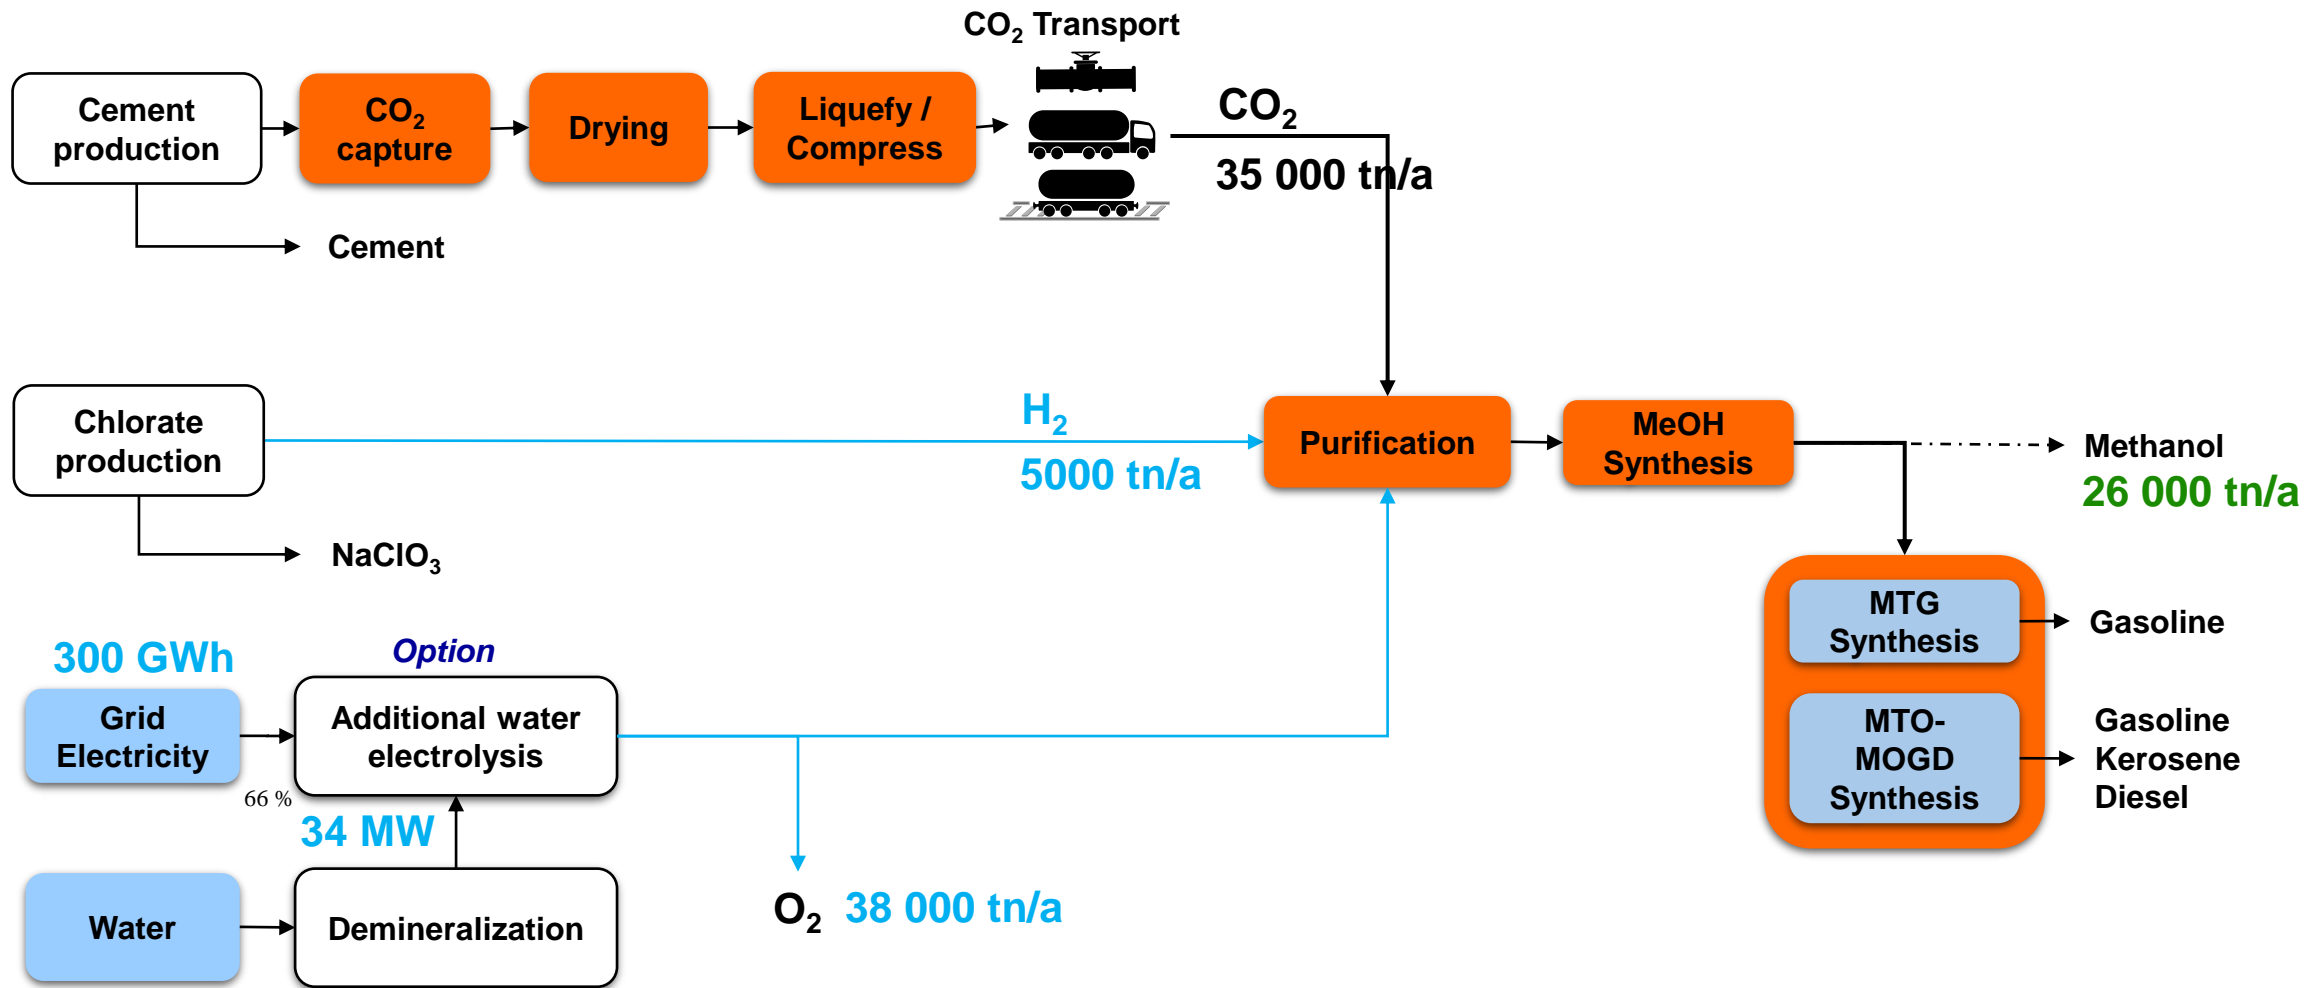 CO₂ Transport
Cement
production
CO₂
capture
Drying
Liquefy /
Compress
CO₂
35 000 tn/a
Cement
Chlorate
production
H₂
5000 tn/a
Purification
MeOH
Synthesis
Methanol
26 000 tn/a
NaClO₃
MTG
Synthesis
Gasoline
300 GWh
Option
Grid
Electricity
Additional water
electrolysis
MTO-
MOGD
Synthesis
Gasoline
Kerosene
Diesel
66 %
34 MW
Water
Demineralization
O₂ 38 000 tn/a